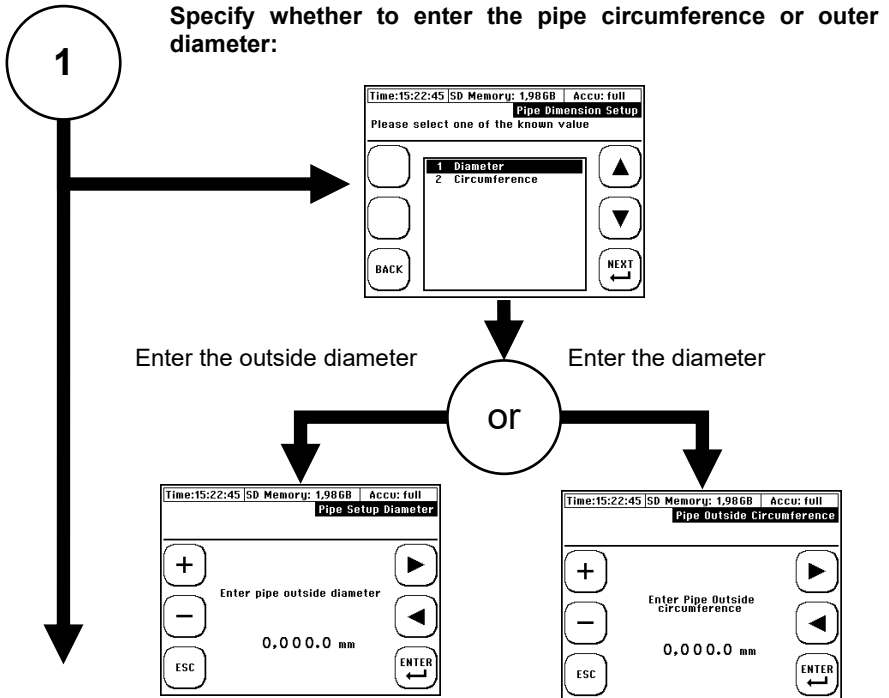 1
Specify whether to enter the pipe circumference or outer
diameter:
Time:15:22:45 SD Memory: 1,98GB Accu: full
Pipe Dimension Setup
Please select one of the known value
1 Diameter
2 Circumference
BACK
NEXT
Enter the outside diameter
Enter the diameter
or
Time:15:22:45 SD Memory: 1,98GB Accu: full
Pipe Setup Diameter
+
Enter pipe outside diameter
−
0,000.0 mm
ESC
ENTER
Time:15:22:45 SD Memory: 1,98GB Accu: full
Pipe Outside Circumference
+
Enter Pipe Outside
circumference
−
0,000.0 mm
ESC
ENTER